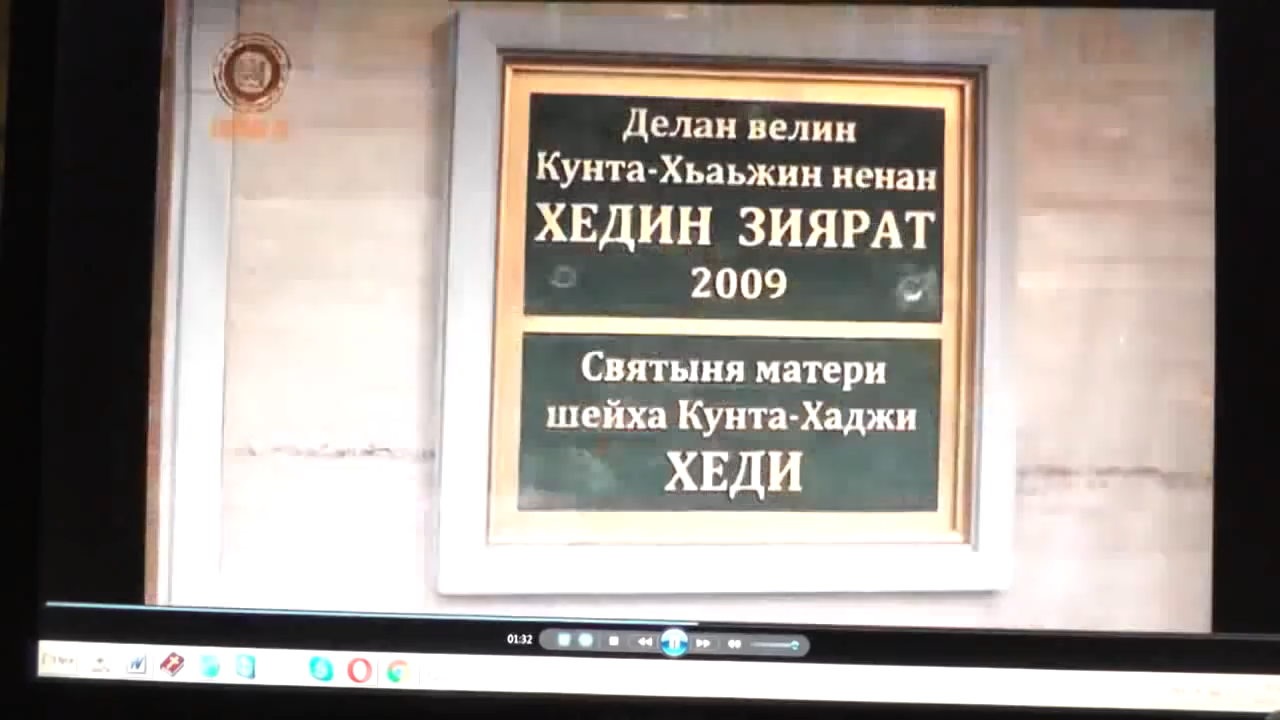 Делан велин
Кунта-Хьаьжин ненан
ХЕДИН ЗИЯРАТ
2009
Святыня матери
шейха Кунта-Хаджи
ХЕДИ
01:32